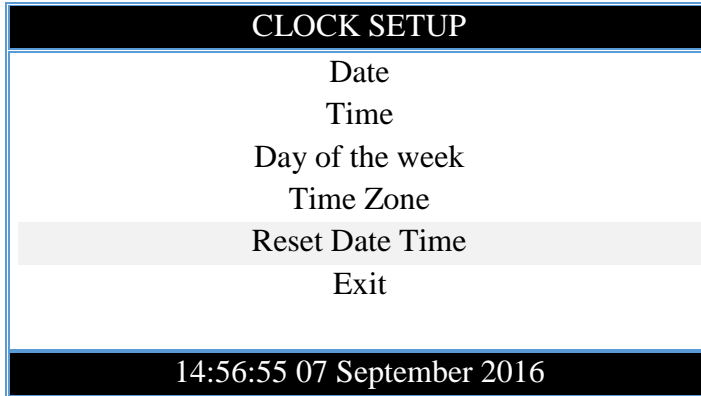 CLOCK SETUP
Date
Time
Day of the week
Time Zone
Reset Date Time
Exit
14:56:55 07 September 2016